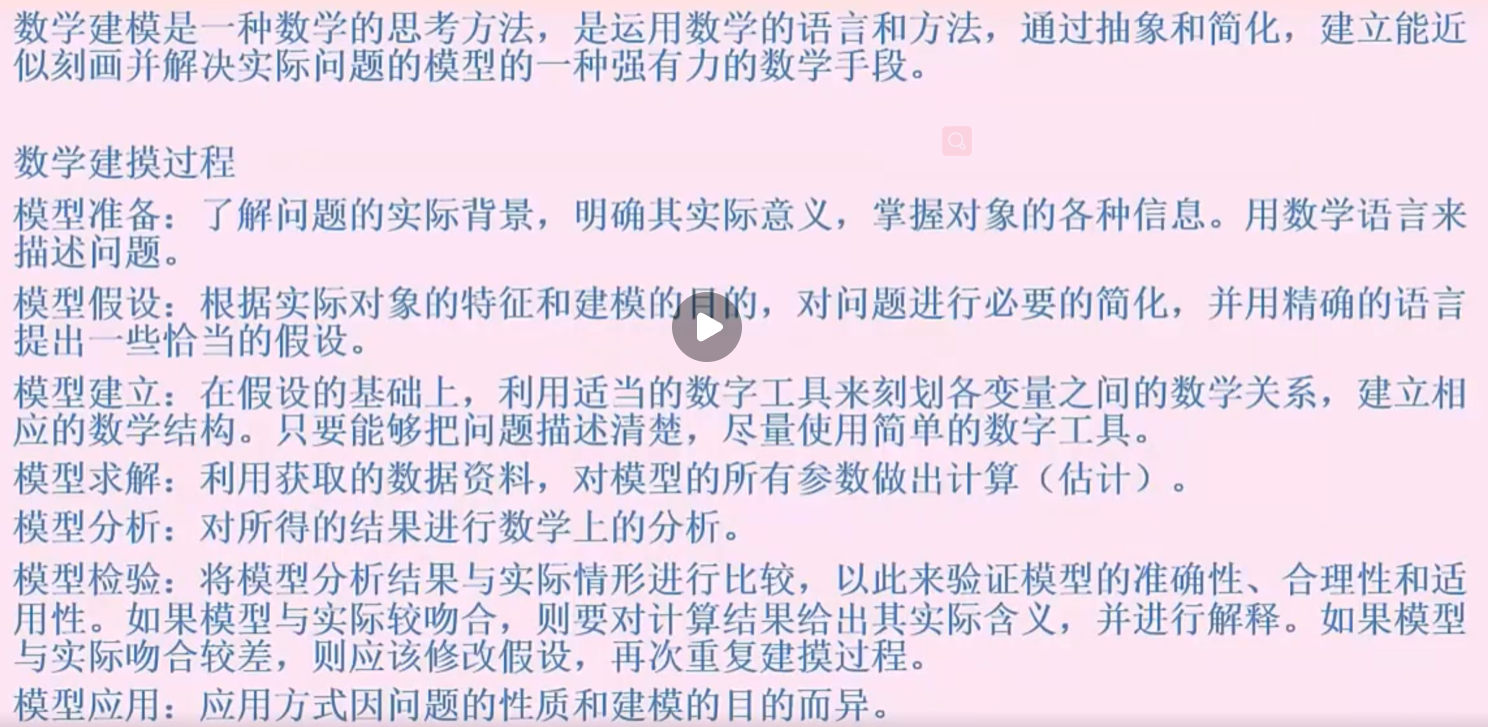 数学建模是一种数学的思考方法，是运用数学的语言和方法，通过抽象和简化，建立能近
似刻画并解决实际问题的模型的一种强有力的数学手段。
数学建摸过程
模型准备：了解问题的实际背景，明确其实际意义，掌握对象的各种信息。用数学语言来
描述问题。
模型假设：根据实际对象的特征和建模的目的，对问题进行必要的简化，并用精确的语言
提出一些恰当的假设。
模型建立：在假设的基础上，利用适当的数字工具来刻划各变量之间的数学关系，建立相
应的数学结构。只要能够把问题描述清楚，尽量使用简单的数字工具。
模型求解：利用获取的数据资料，对模型的所有参数做出计算（估计）。
模型分析：对所得的结果进行数学上的分析。
模型检验：将模型分析结果与实际情形进行比较，以此来验证模型的准确性、合理性和适
用性。如果模型与实际较吻合，则要对计算结果给出其实际含义，并进行解释。如果模型
与实际吻合较差，则应该修改假设，再次重复建摸过程。
模型应用：应用方式因问题的性质和建模的目的而异。